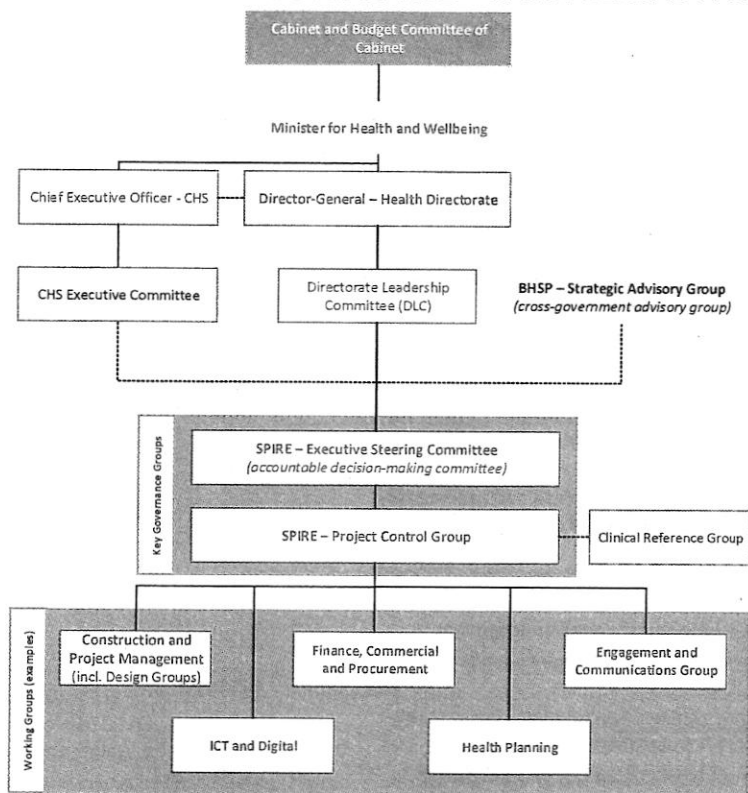 Cabinet and Budget Committee of
Cabinet
Minister for Health and Wellbeing
Chief Executive Officer - CHS
Director-General – Health Directorate
CHS Executive Committee
Directorate Leadership
Committee (DLC)
BHSP – Strategic Advisory Group
(cross-government advisory group)
Key Governance Groups
SPIRE – Executive Steering Committee
(accountable decision-making committee)
SPIRE – Project Control Group
Clinical Reference Group
Working Groups (examples)
Construction and
Project Management
(incl. Design Groups)
Finance, Commercial
and Procurement
Engagement and
Communications Group
ICT and Digital
Health Planning